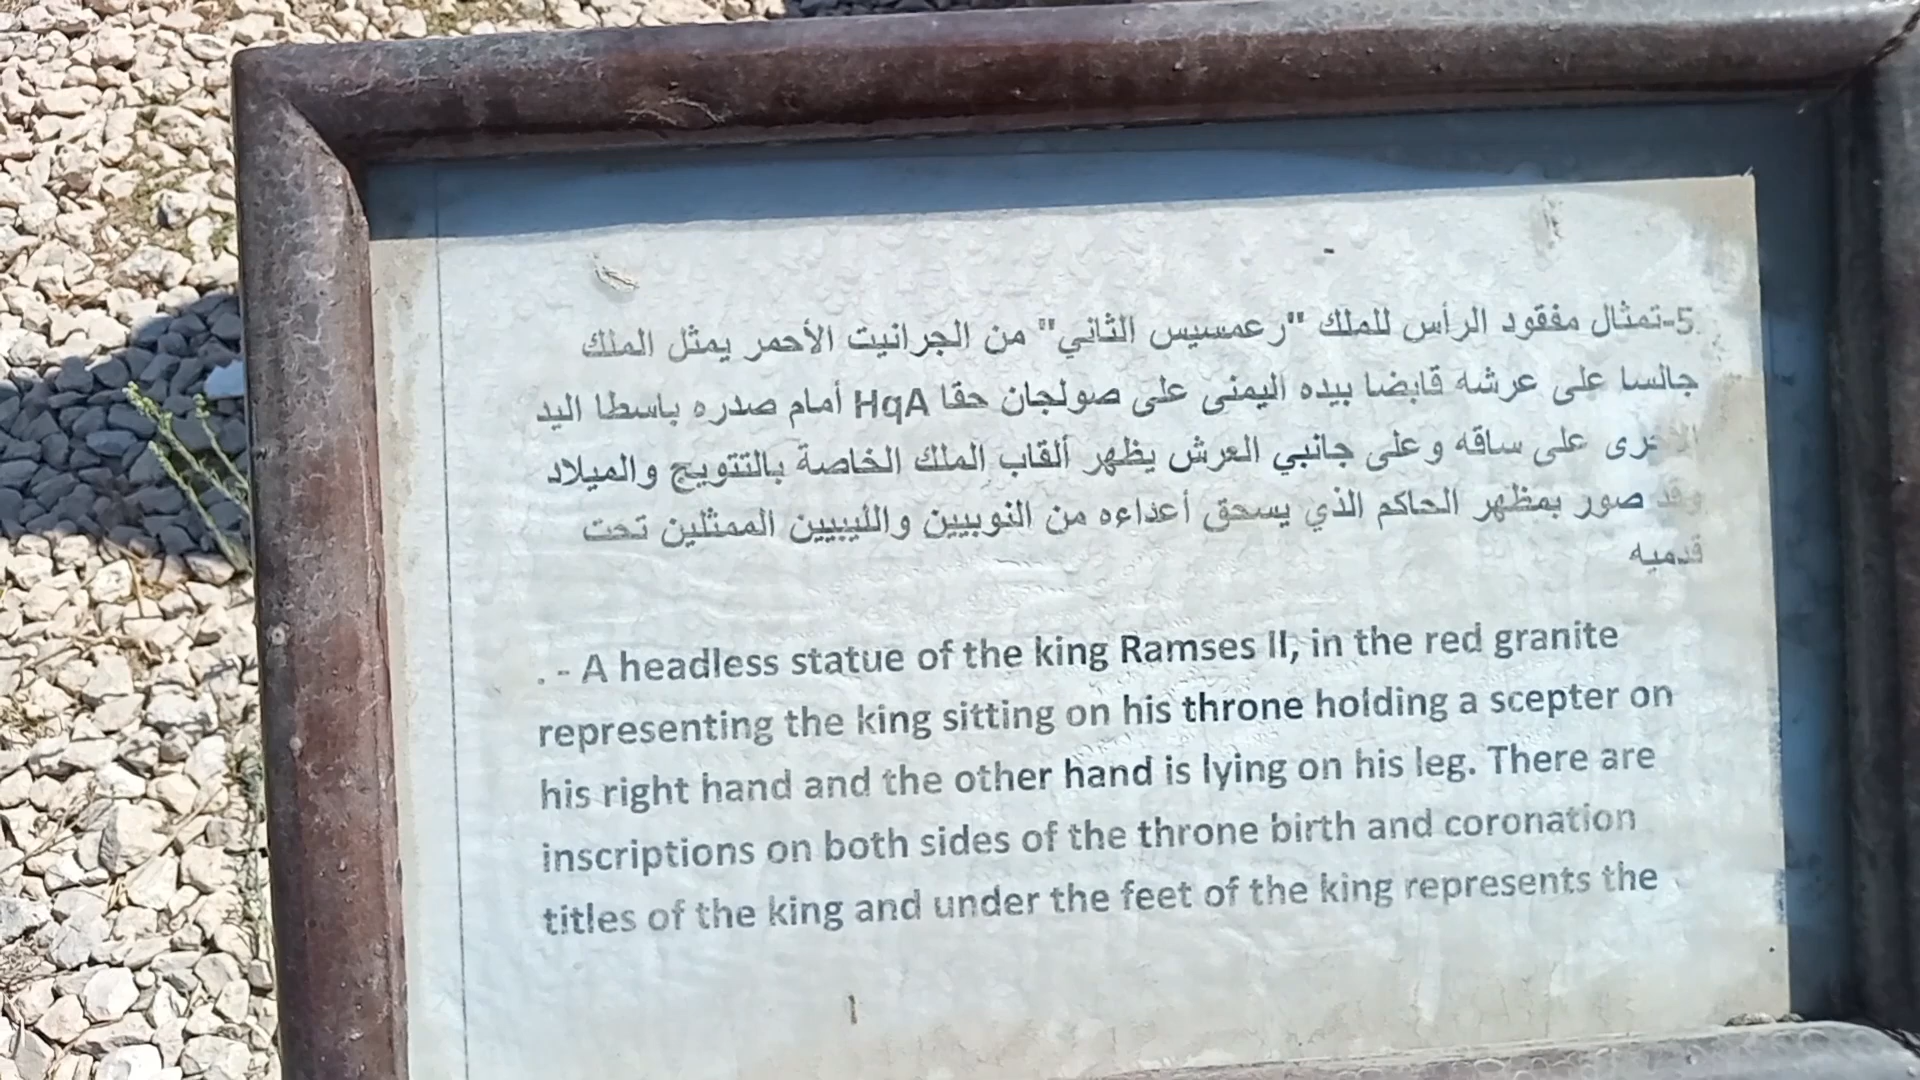 5-تمثال مفقود الرأس للملك "رعمسيس الثاني" من الجرانيت الأحمر يمثل الملك
جالسا على عرشه قابضا بيده اليمنى على صولجان حقا HqA أمام صدره باسطا اليد
على ساقه وعلى جانبي العرش يظهر ألقاب الملك الخاصة بالتتويج والميلاد
وقد صور بمظهر الحاكم الذي يسحق أعداءه من النوبيين والليبيين الممثلين تحت
قدميه
. - A headless statue of the king Ramses II, in the red granite
representing the king sitting on his throne holding a scepter on
his right hand and the other hand is lying on his leg. There are
inscriptions on both sides of the throne birth and coronation
titles of the king and under the feet of the king represents the